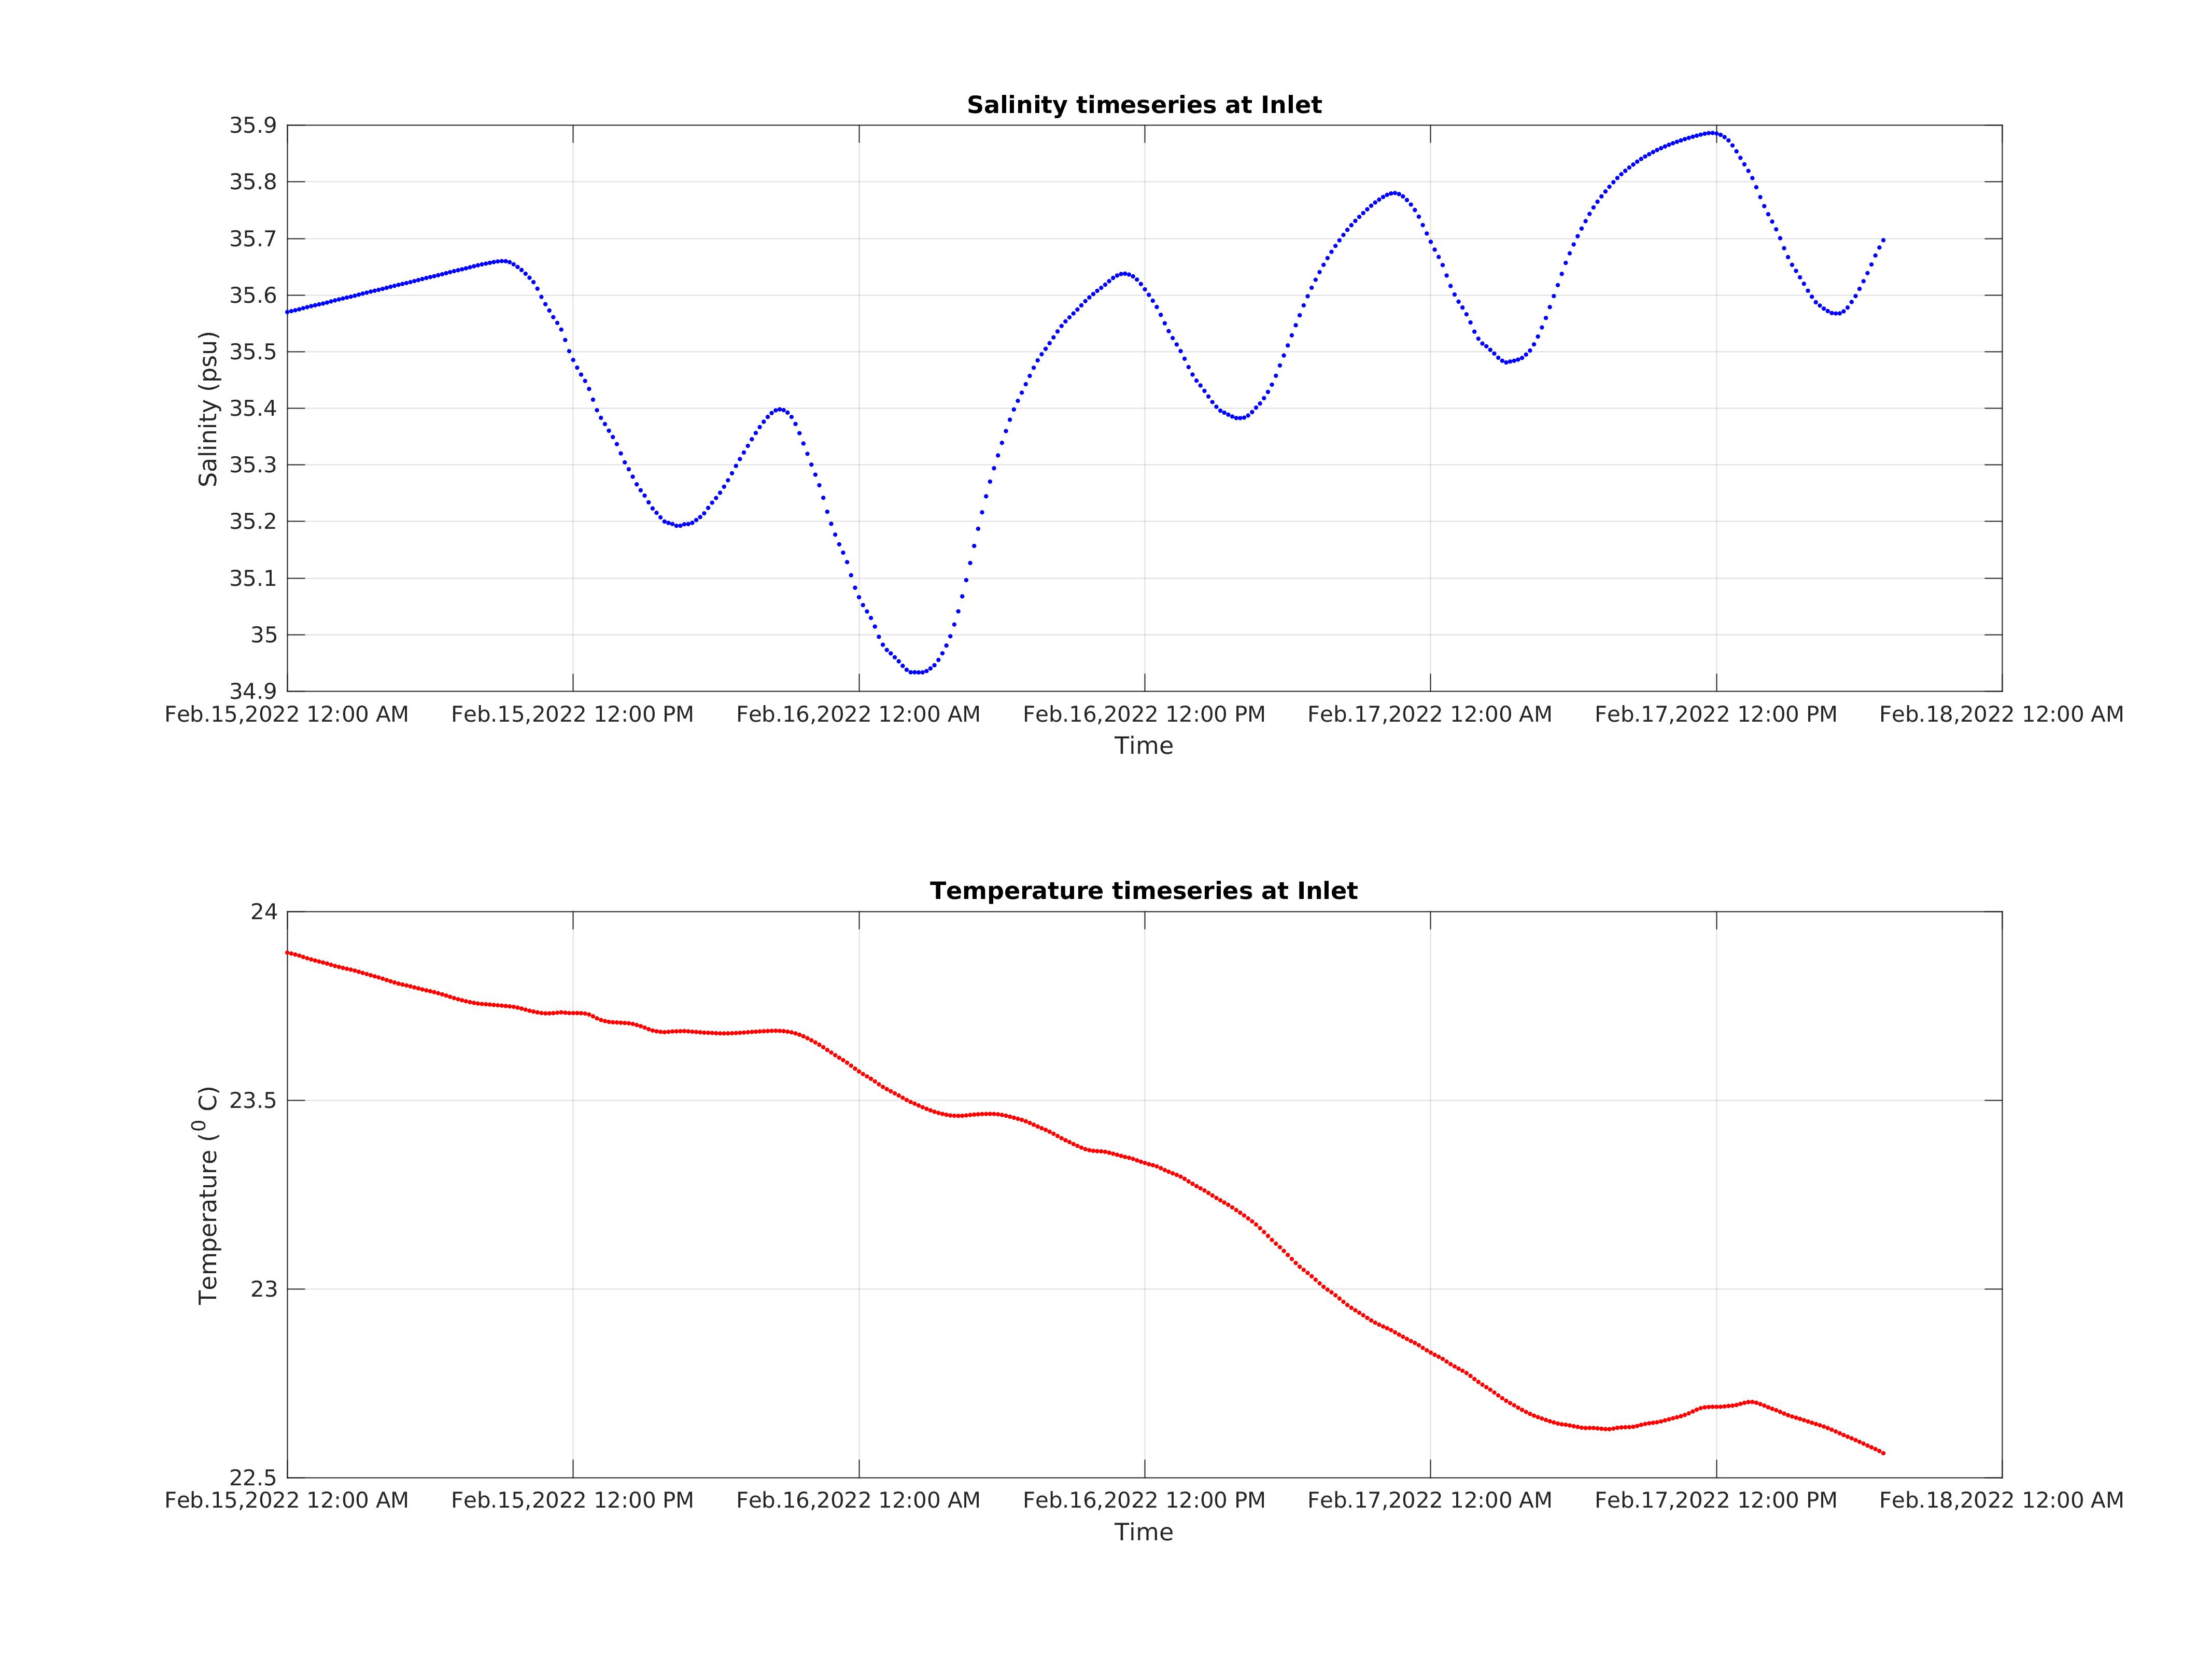 Salinity timeseries at Inlet
35.9
35.8
35.7
35.6
35.5
35.4
35.3
35.2
35.1
35
34.9
Salinity (psu)
Feb.15,2022 12:00 AM Feb.15,2022 12:00 PM Feb.16,2022 12:00 AM Feb.16,2022 12:00 PM Feb.17,2022 12:00 AM Feb.17,2022 12:00 PM Feb.18,2022 12:00 AM
Time
Temperature timeseries at Inlet
24
23.5
23
22.5
Temperature (⁰ C)
Feb.15,2022 12:00 AM Feb.15,2022 12:00 PM Feb.16,2022 12:00 AM Feb.16,2022 12:00 PM Feb.17,2022 12:00 AM Feb.17,2022 12:00 PM Feb.18,2022 12:00 AM
Time